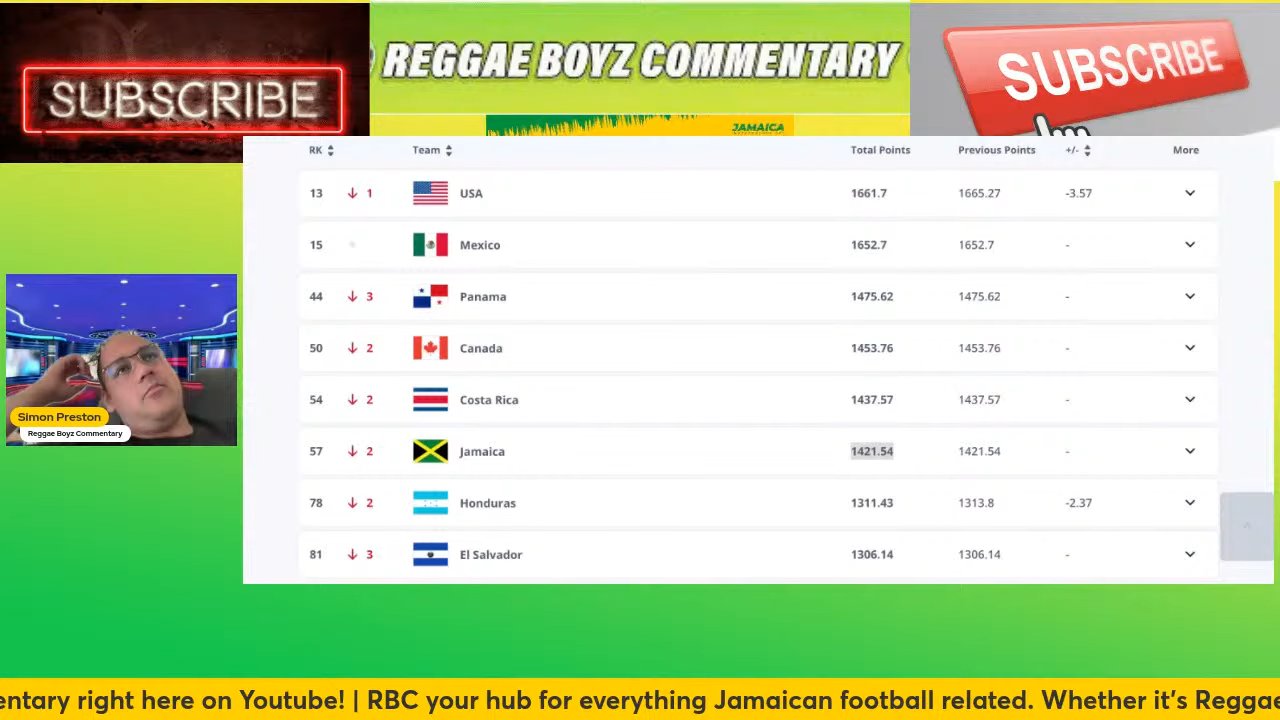 SUBSCRIBE
REGGAE BOYZ COMMENTARY
SUBSCRIBE
JAMAICA
RK Team Total Points Previous Points +/- More
13 1 USA 1661.7 1665.27 -3.57
15 Mexico 1652.7 1652.7 -
44 3 Panama 1475.62 1475.62 -
50 2 Canada 1453.76 1453.76 -
54 2 Costa Rica 1437.57 1437.57 -
57 2 Jamaica 1421.54 1421.54 -
78 2 Honduras 1311.43 1313.8 -2.37
81 3 El Salvador 1306.14 1306.14 -
Simon Preston
Reggae Boyz Commentary
entary right here on Youtube! | RBC your hub for everything Jamaican football related. Whether it's Reggae